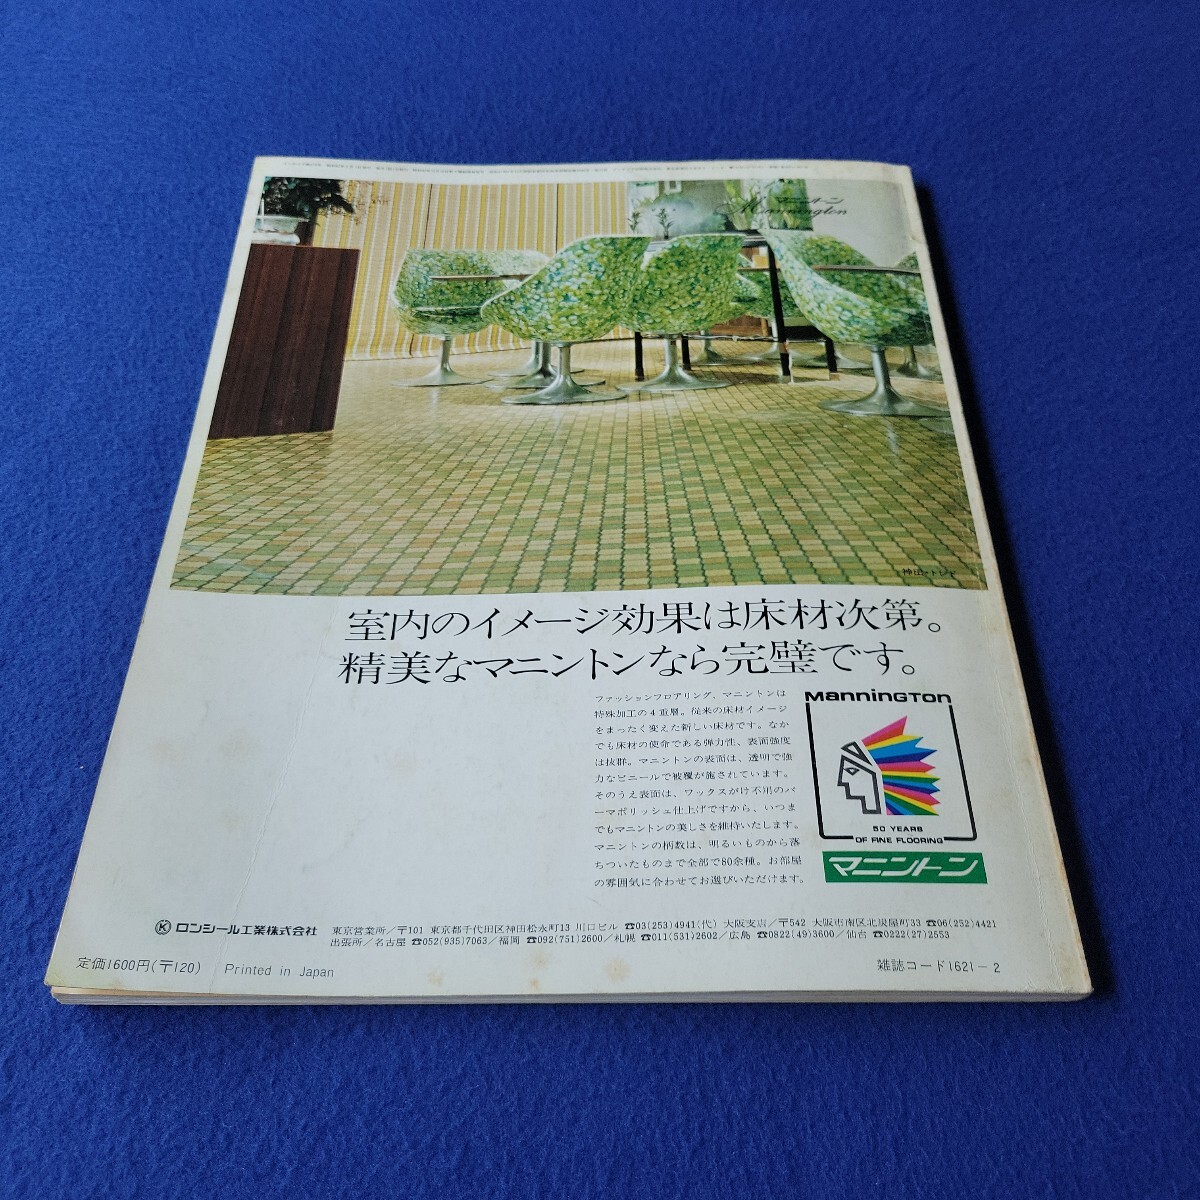 マニントン
Mannington
神田・トレド
室内のイメージ効果は床材次第。
精美なマニントンなら完璧です。
ファッションフロアリング、マニントンは
特殊加工の4重層。従来の床材イメージ
をまったく変えた新しい床材です。なか
でも床材の使命である弾力性、表面強度
は抜群。マニントンの表面は、透明で強
力なビニールで被覆が施されています。
そのうえ表面は、ワックスがけ不用のパ
ーマポリッシュ仕上げですから、いつま
でもマニントンの美しさを維持いたします。
マニントンの柄数は、明るいものから落
ちついたものまで全部で80余種。お部屋
の雰囲気に合わせてお選びいただけます。
mannington
50 YEARS
OF FINE FLOORING
マニントン
Ⓚ ロンシール工業株式会社
東京営業所/〒101 東京都千代田区神田松永町13 川口ビル ☎03(253)4941(代) 大阪支店/〒542 大阪市南区北炭屋町33 ☎06(252)4421
出張所/名古屋 ☎052(935)7063/福岡 ☎092(751)2600/札幌 ☎011(531)2602/広島 ☎0822(49)3600/仙台 ☎0222(27)2553
定価1600円(〒120) Printed in Japan
雑誌コード1621-2